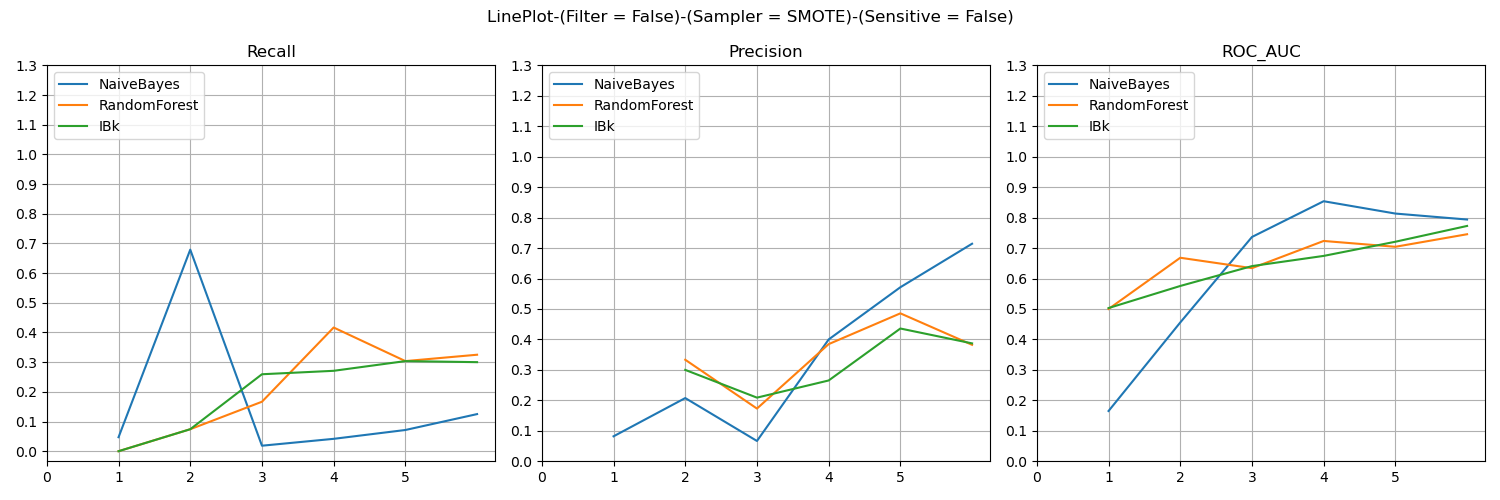 LinePlot-(Filter = False)-(Sampler = SMOTE)-(Sensitive = False)
Recall
1.3
1.2
1.1
1.0
0.9
0.8
0.7
0.6
0.5
0.4
0.3
0.2
0.1
0.0
NaiveBayes
RandomForest
IBk
0 1 2 3 4 5
Precision
1.3
1.2
1.1
1.0
0.9
0.8
0.7
0.6
0.5
0.4
0.3
0.2
0.1
0.0
NaiveBayes
RandomForest
IBk
0 1 2 3 4 5
ROC_AUC
1.3
1.2
1.1
1.0
0.9
0.8
0.7
0.6
0.5
0.4
0.3
0.2
0.1
0.0
NaiveBayes
RandomForest
IBk
0 1 2 3 4 5